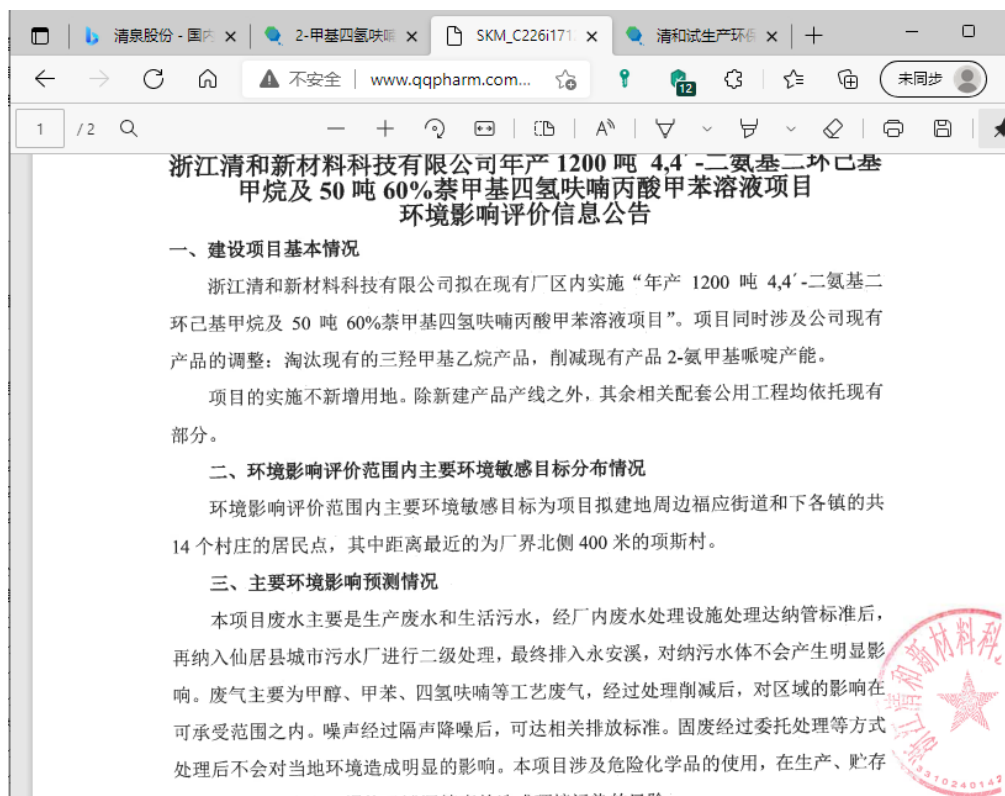 清泉股份 - 国内
2-甲基四氢呋喃
SKM_C226i171
清和试生产环保
不安全 | www.qqpharm.com...
12
未同步
1 / 2
浙江清和新材料科技有限公司年产 1200 吨 4,4′-二氨基二环己基
甲烷及 50 吨 60%萘甲基四氢呋喃丙酸甲苯溶液项目
环境影响评价信息公告
一、建设项目基本情况
浙江清和新材料科技有限公司拟在现有厂区内实施“年产 1200 吨 4,4′-二氨基二
环己基甲烷及 50 吨 60%萘甲基四氢呋喃丙酸甲苯溶液项目”。项目同时涉及公司现有
产品的调整：淘汰现有的三羟甲基乙烷产品，削减现有产品 2-氨甲基哌啶产能。
项目的实施不新增用地。除新建产品产线之外，其余相关配套公用工程均依托现有
部分。
二、环境影响评价范围内主要环境敏感目标分布情况
环境影响评价范围内主要环境敏感目标为项目拟建地周边福应街道和下各镇的共
14 个村庄的居民点，其中距离最近的为厂界北侧 400 米的项斯村。
三、主要环境影响预测情况
本项目废水主要是生产废水和生活污水，经厂内废水处理设施处理达纳管标准后，
再纳入仙居县城市污水厂进行二级处理，最终排入永安溪，对纳污水体不会产生明显影
响。废气主要为甲醇、甲苯、四氢呋喃等工艺废气，经过处理削减后，对区域的影响在
可承受范围之内。噪声经过隔声降噪后，可达相关排放标准。固废经过委托处理等方式
处理后不会对当地环境造成明显的影响。本项目涉及危险化学品的使用，在生产、贮存
浙江清和新材料科
3310240142